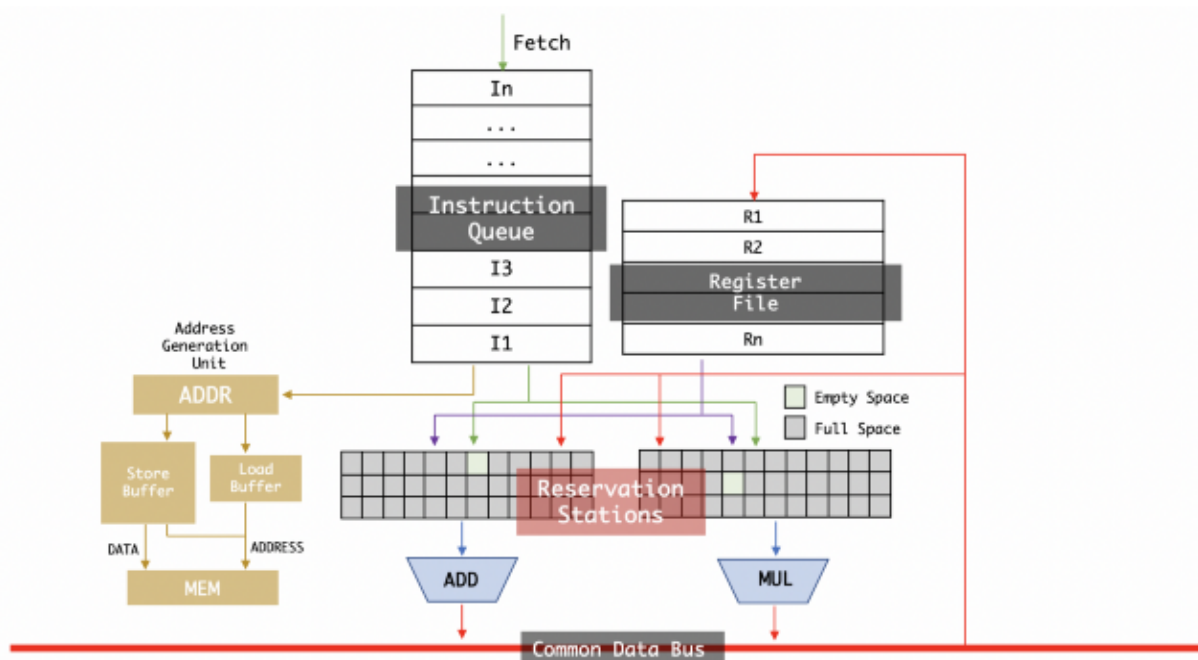 Fetch
In
...
...
Instruction
Queue
I3
I2
I1
R1
R2
Register
File
Rn
Address
Generation
Unit
ADDR
Store
Buffer
Load
Buffer
DATA
ADDRESS
MEM
Empty Space
Full Space
Reservation
Stations
ADD
MUL
Common Data Bus